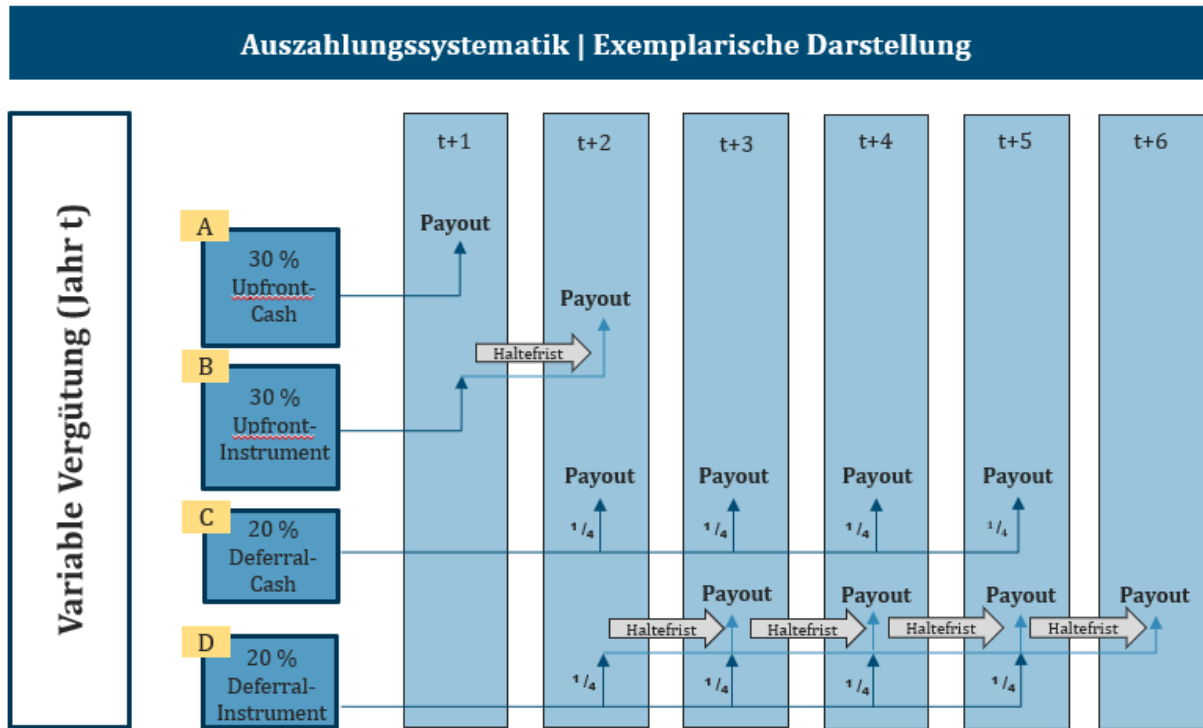 Auszahlungssystematik | Exemplarische Darstellung
Variable Vergütung (Jahr t)
t+1
t+2
t+3
t+4
t+5
t+6
A
30 %
Upfront-
Cash
Payout
B
30 %
Upfront-
Instrument
Haltefrist
Payout
C
20 %
Deferral-
Cash
Payout
Payout
Payout
Payout
1/4
1/4
1/4
1/4
D
20 %
Deferral-
Instrument
Haltefrist
Payout
Haltefrist
Payout
Haltefrist
Payout
Haltefrist
Payout
1/4
1/4
1/4
1/4